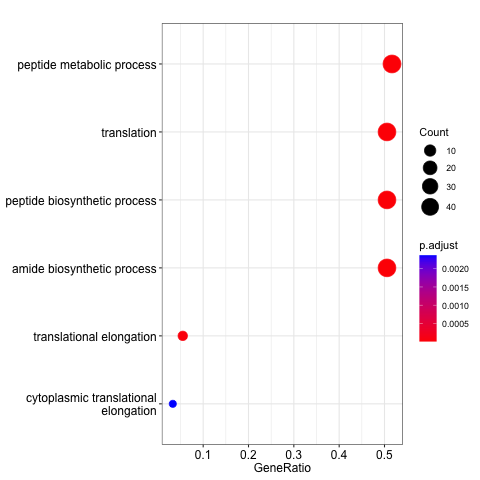 peptide metabolic process
translation
peptide biosynthetic process
amide biosynthetic process
translational elongation
cytoplasmic translational
elongation
0.1 0.2 0.3 0.4 0.5
GeneRatio
Count
10
20
30
40
p.adjust
0.0020
0.0015
0.0010
0.0005